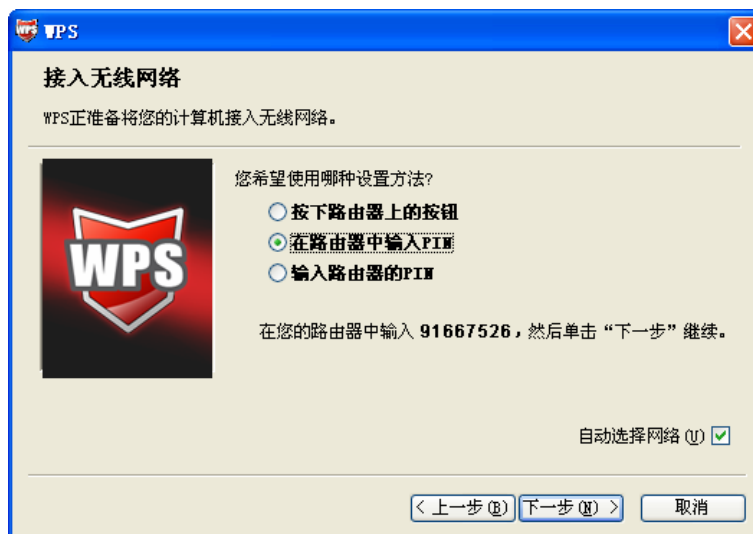 WPS
接入无线网络
WPS正准备将您的计算机接入无线网络。
WPS
您希望使用哪种设置方法?
按下路由器上的按钮
在路由器中输入PIN
输入路由器的PIN
在您的路由器中输入 91667526，然后单击“下一步”继续。
自动选择网络(U)
< 上一步(B)
下一步(N) >
取消